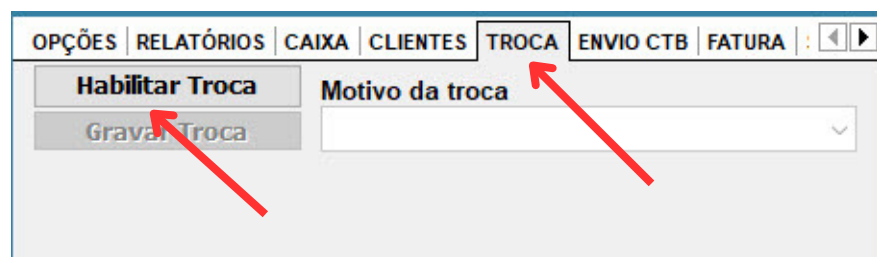 OPÇÕES RELATÓRIOS CAIXA CLIENTES TROCA ENVIO CTB FATURA
Habilitar Troca
Motivo da troca
Gravar Troca